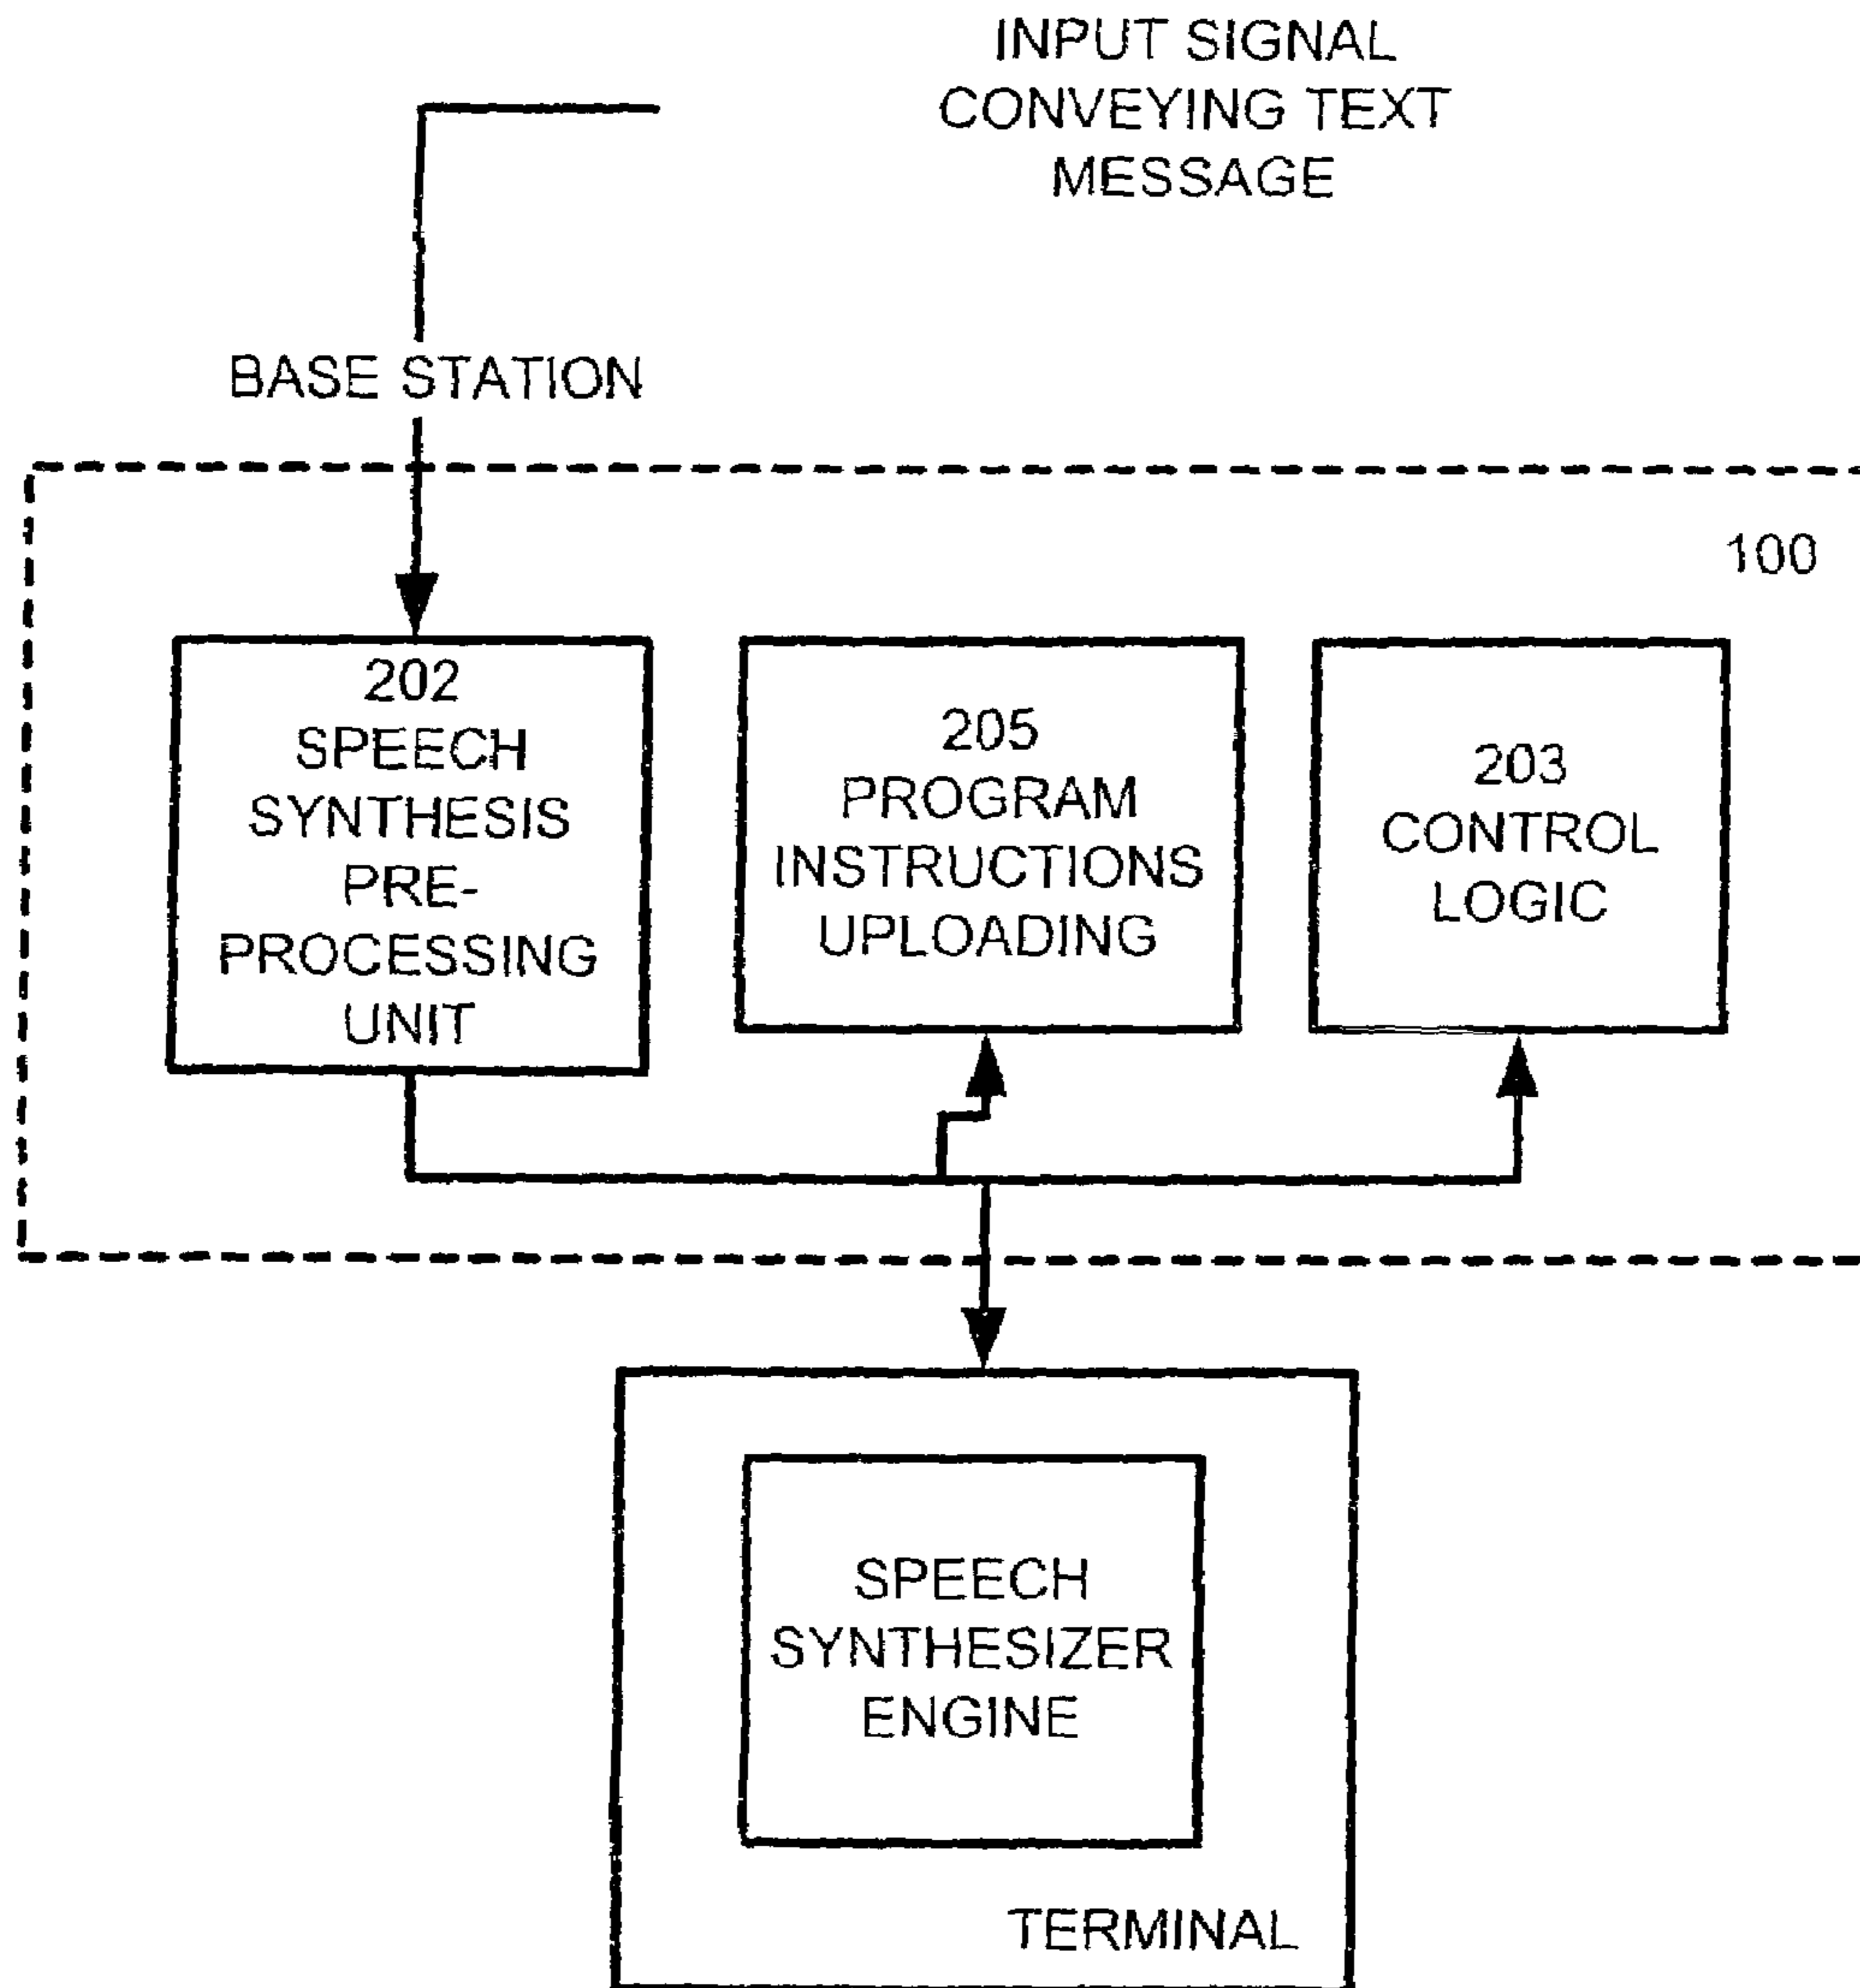 INPUT SIGNAL
CONVEYING TEXT
MESSAGE
BASE STATION
100
202
SPEECH
SYNTHESIS
PRE-
PROCESSING
UNIT
205
PROGRAM
INSTRUCTIONS
UPLOADING
203
CONTROL
LOGIC
SPEECH
SYNTHESIZER
ENGINE
TERMINAL